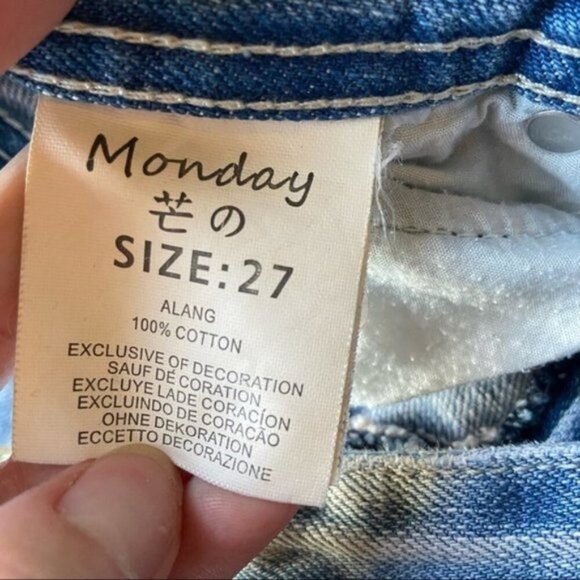 Monday
芒の
SIZE:27
ALANG
100% COTTON
EXCLUSIVE OF DECORATION
SAUF DÉ CORATION
EXCLUYE LADE CORACÍON
EXCLUINDO DE CORAÇÃO
OHNE DEKORATION
ECCETTO DECORAZIONE